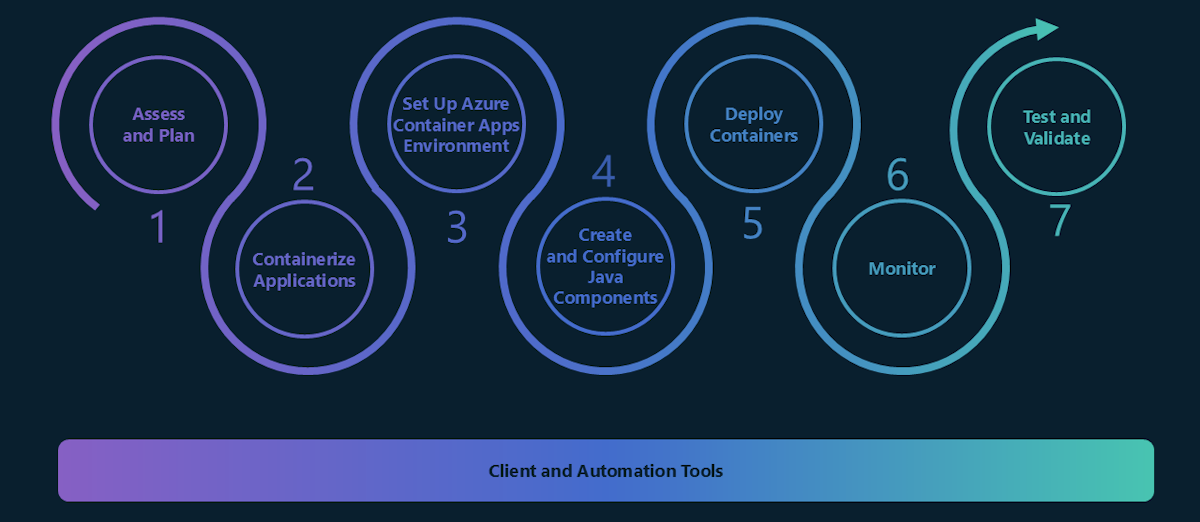 Assess
and Plan
1
2
Containerize
Applications
Set Up Azure
Container Apps
Environment
3
4
Create
and Configure
Java
Components
Deploy
Containers
5
6
Monitor
Test and
Validate
7
Client and Automation Tools